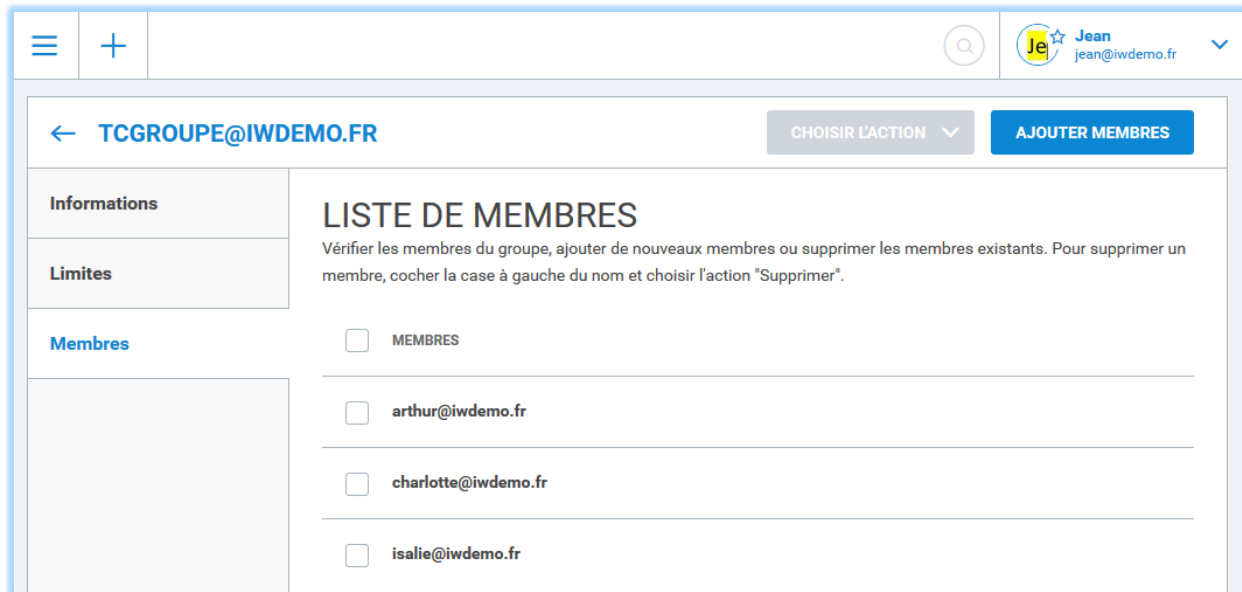 Je
Jean
jean@iwdemo.fr
TCGROUPE@IWDEMO.FR
CHOISIR L'ACTION
AJOUTER MEMBRES
Informations
Limites
Membres
LISTE DE MEMBRES
Vérifier les membres du groupe, ajouter de nouveaux membres ou supprimer les membres existants. Pour supprimer un
membre, cocher la case à gauche du nom et choisir l'action "Supprimer".
MEMBRES
arthur@iwdemo.fr
charlotte@iwdemo.fr
isalie@iwdemo.fr